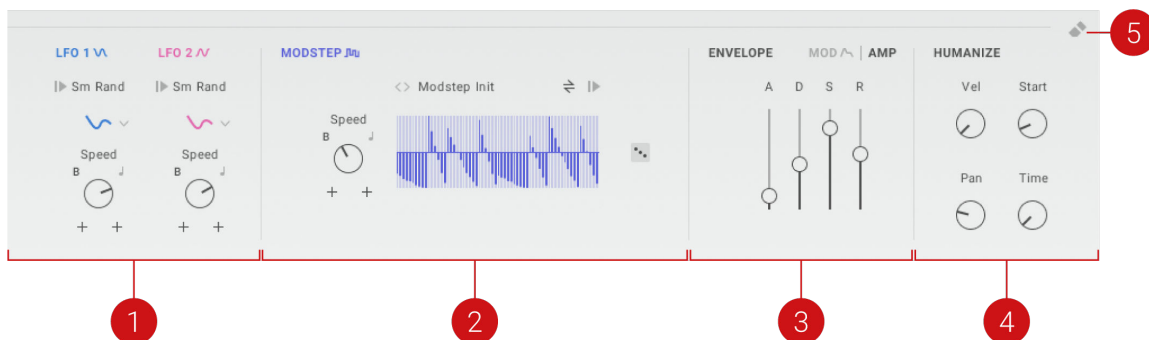 5
LFO 1
LFO 2
MODSTEP
ENVELOPE
MOD | AMP
HUMANIZE
Sm Rand
Sm Rand
Modstep Init
A D S R
Vel
Start
Speed
B
Speed
B
Speed
B
Pan
Time
1
2
3
4